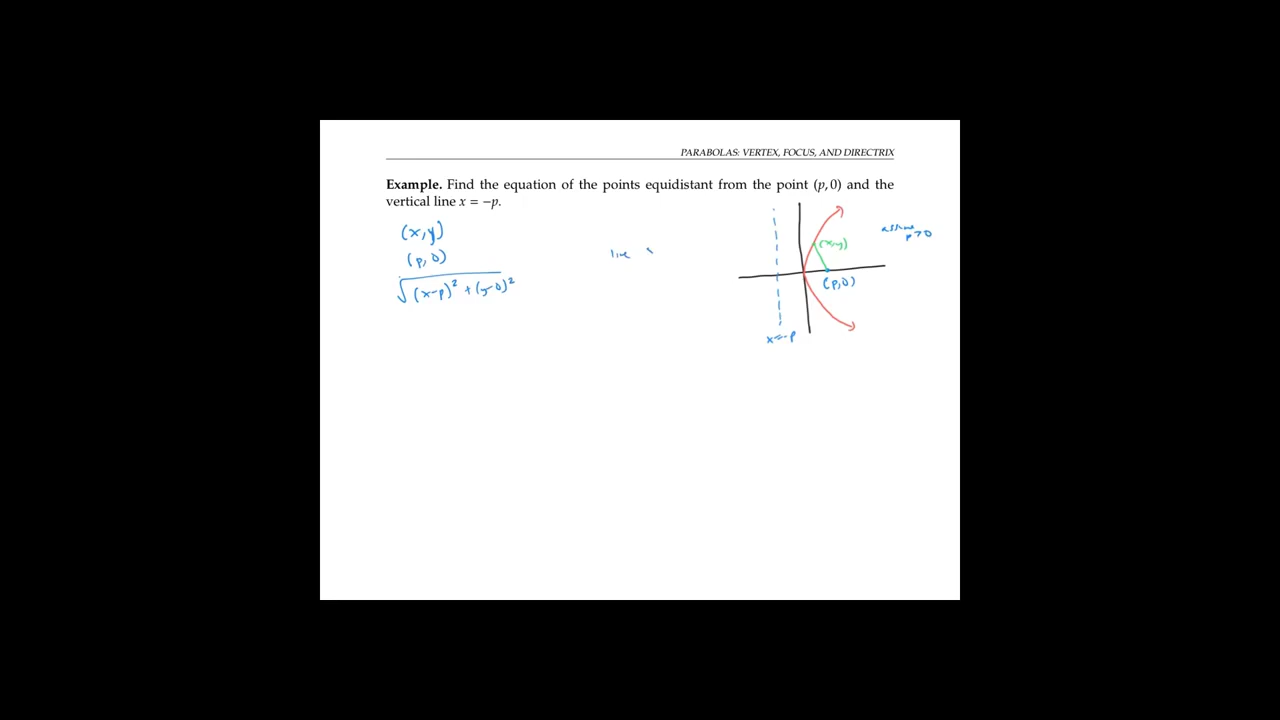 PARABOLAS: VERTEX, FOCUS, AND DIRECTRIX
Example. Find the equation of the points equidistant from the point (p, 0) and the
vertical line x = −p.
(x,y)
(p, 0)
√(x-p)² + (y-0)²
line
assume
p>0
(x,y)
(p,0)
x=-p